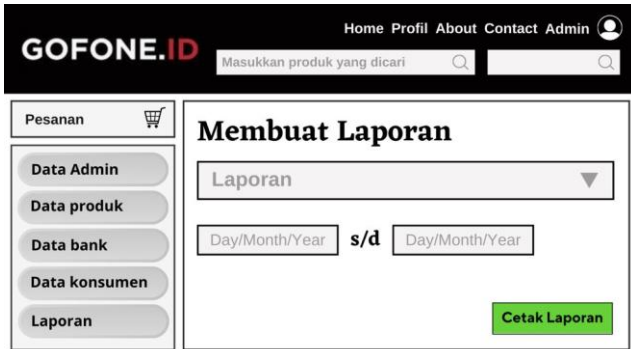 Home Profil About Contact Admin
GOFONE.ID
Masukkan produk yang dicari
Pesanan
Data Admin
Data produk
Data bank
Data konsumen
Laporan
Membuat Laporan
Laporan
Day/Month/Year s/d Day/Month/Year
Cetak Laporan